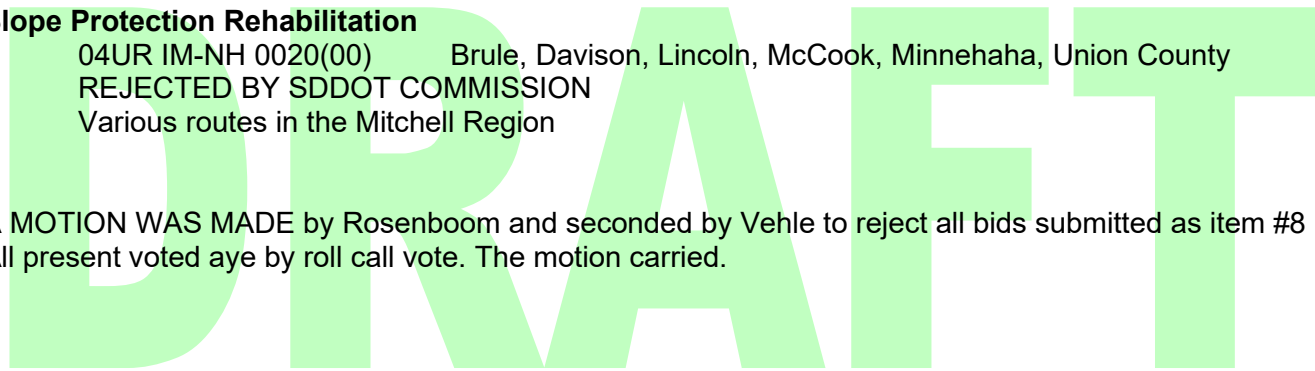 lope Protection Rehabilitation
04UR IM-NH 0020(00) Brule, Davison, Lincoln, McCook, Minnehaha, Union County
REJECTED BY SDDOT COMMISSION
Various routes in the Mitchell Region
MOTION WAS MADE by Rosenboom and seconded by Vehle to reject all bids submitted as item #8
ll present voted aye by roll call vote. The motion carried.
DRAFT